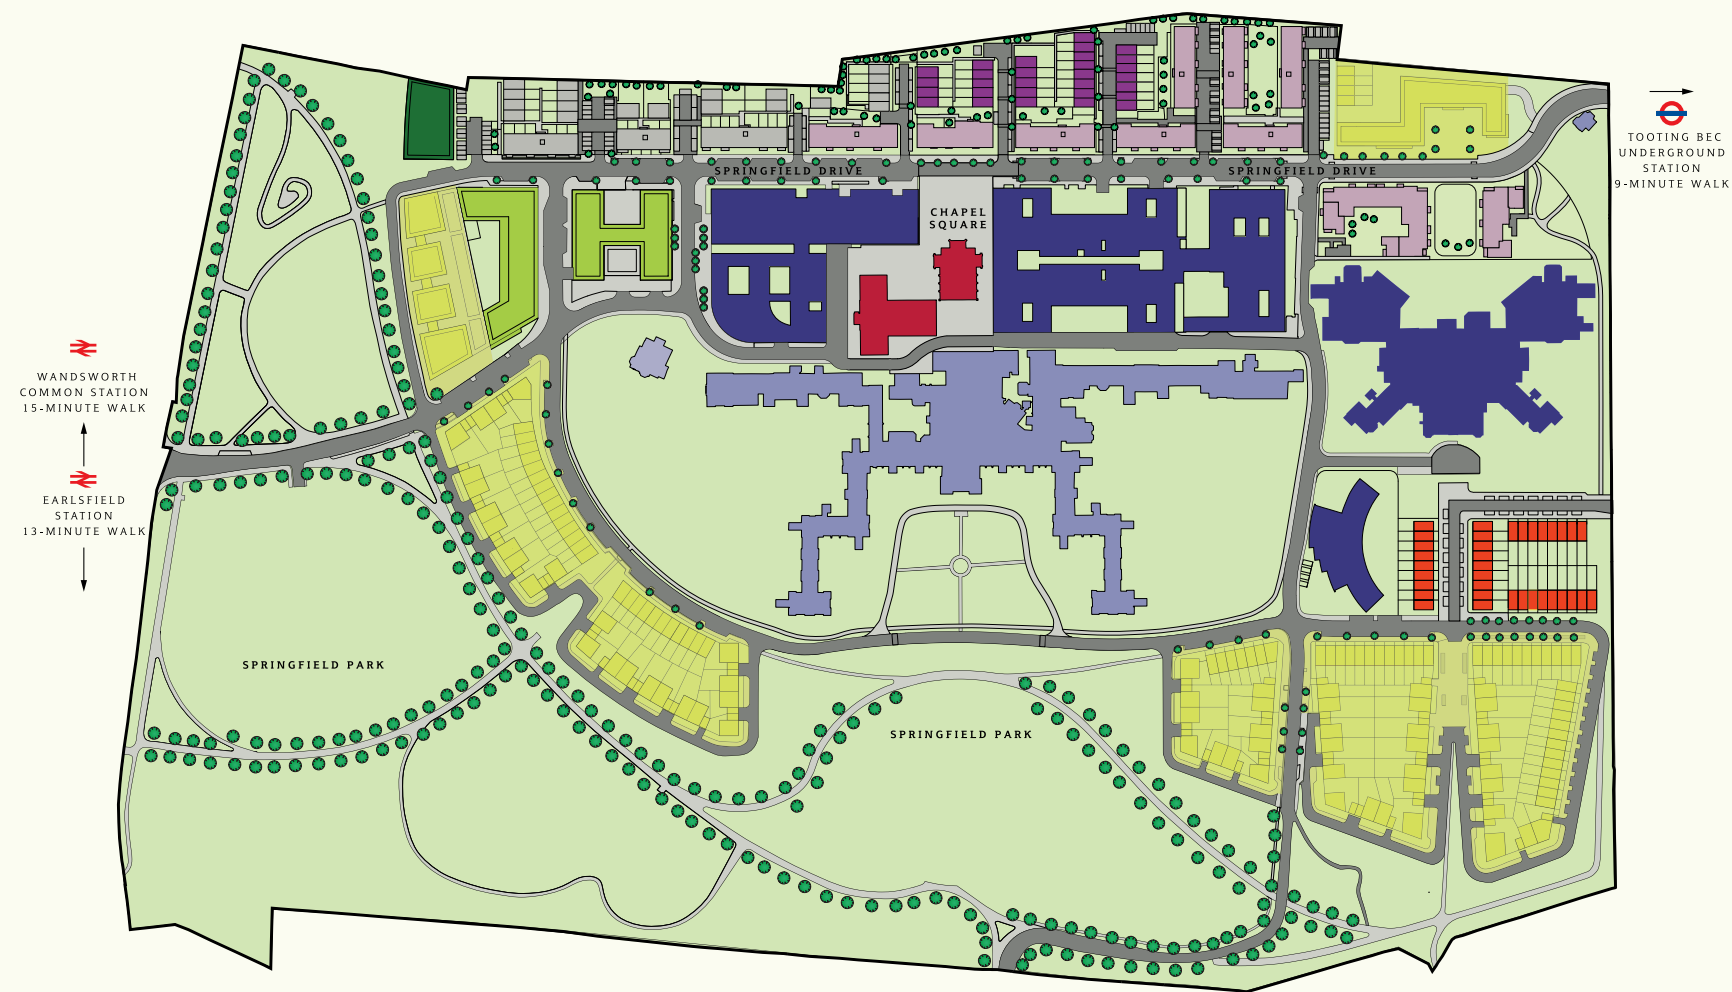 TOOTING BEC
UNDERGROUND
STATION
9-MINUTE WALK
SPRINGFIELD DRIVE
SPRINGFIELD DRIVE
CHAPEL
SQUARE
WANDSWORTH
COMMON STATION
15-MINUTE WALK
EARLSFIELD
STATION
13-MINUTE WALK
SPRINGFIELD PARK
SPRINGFIELD PARK